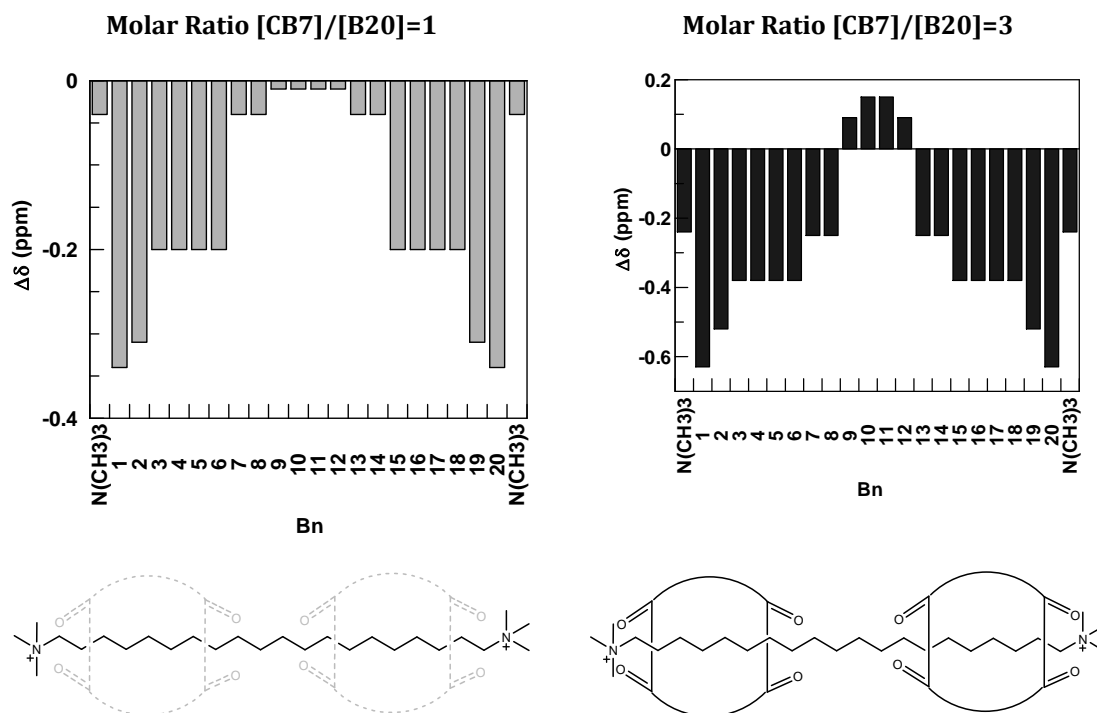 Molar Ratio [CB7]/[B20]=1
0
-0.2
-0.4
Δδ (ppm)
N(CH3)3 1 2 3 4 5 6 7 8 9 10 11 12 13 14 15 16 17 18 19 20 N(CH3)3
Bn
Molar Ratio [CB7]/[B20]=3
0.2
0
-0.2
-0.4
-0.6
Δδ (ppm)
N(CH3)3 1 2 3 4 5 6 7 8 9 10 11 12 13 14 15 16 17 18 19 20 N(CH3)3
Bn
O O O O
N + N +
O O O O
O O O O
N + N +
O O O O